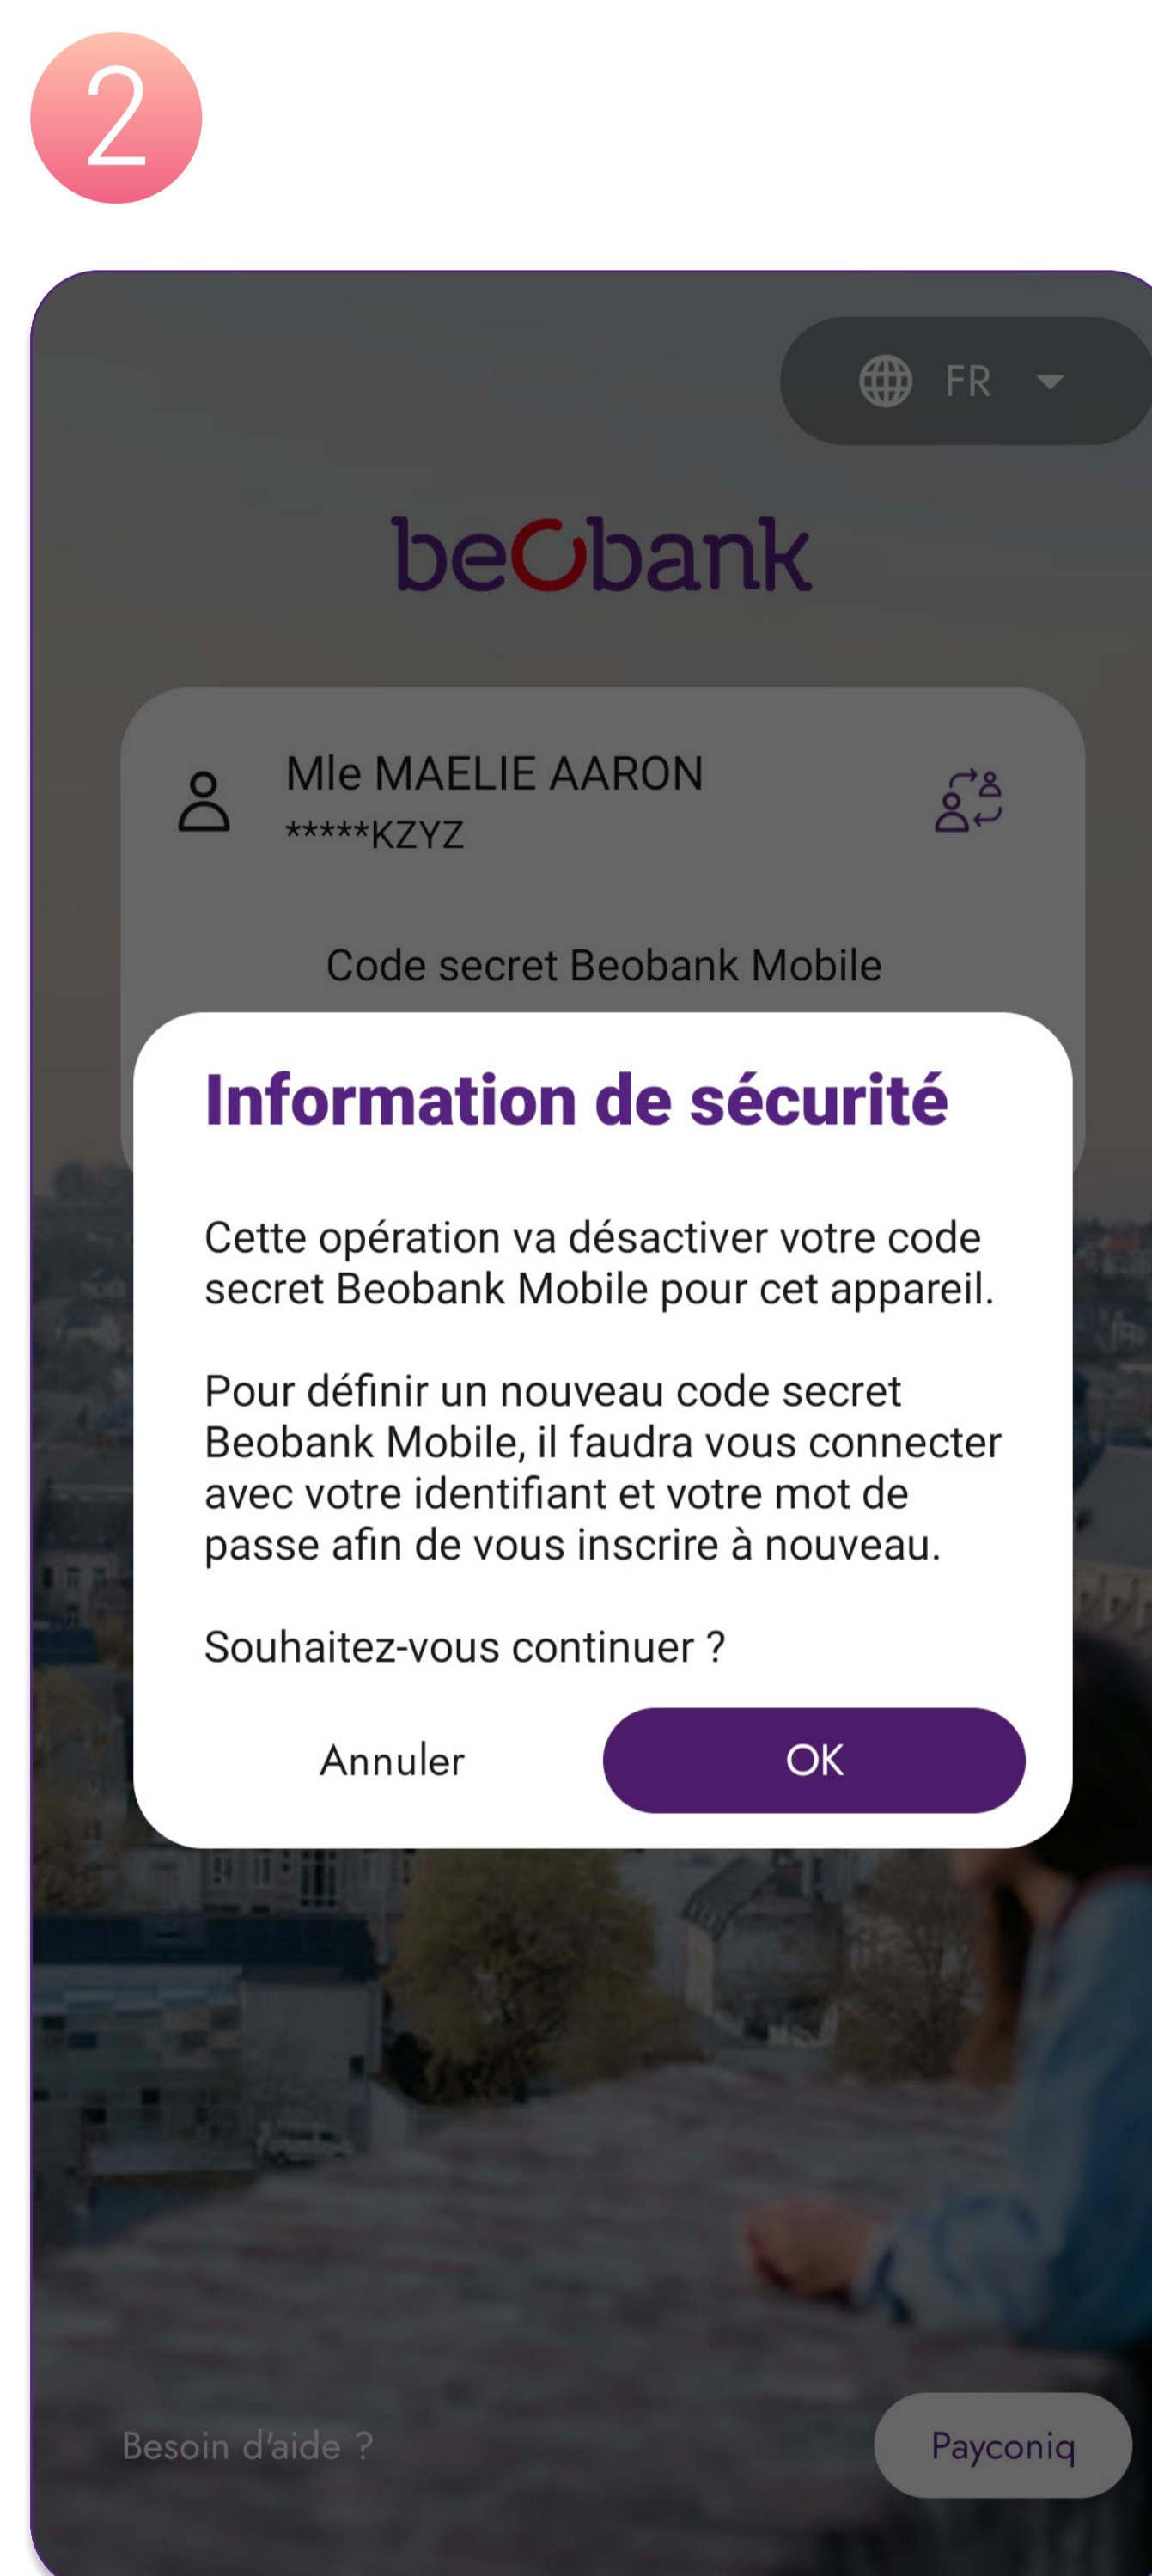 2
FR
beobank
Mle MAELIE AARON
*****KZYZ
Code secret Beobank Mobile
Information de sécurité
Cette opération va désactiver votre code
secret Beobank Mobile pour cet appareil.
Pour définir un nouveau code secret
Beobank Mobile, il faudra vous connecter
avec votre identifiant et votre mot de
passe afin de vous inscrire à nouveau.
Souhaitez-vous continuer ?
Annuler
OK
Besoin d'aide ?
Payconiq